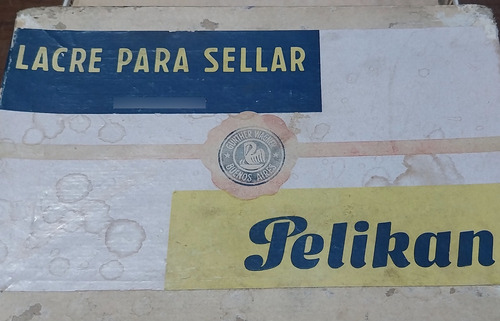 LACRE PARA SELLAR
GÜNTHER WAGNER
BUENOS AIRES
Pelikan